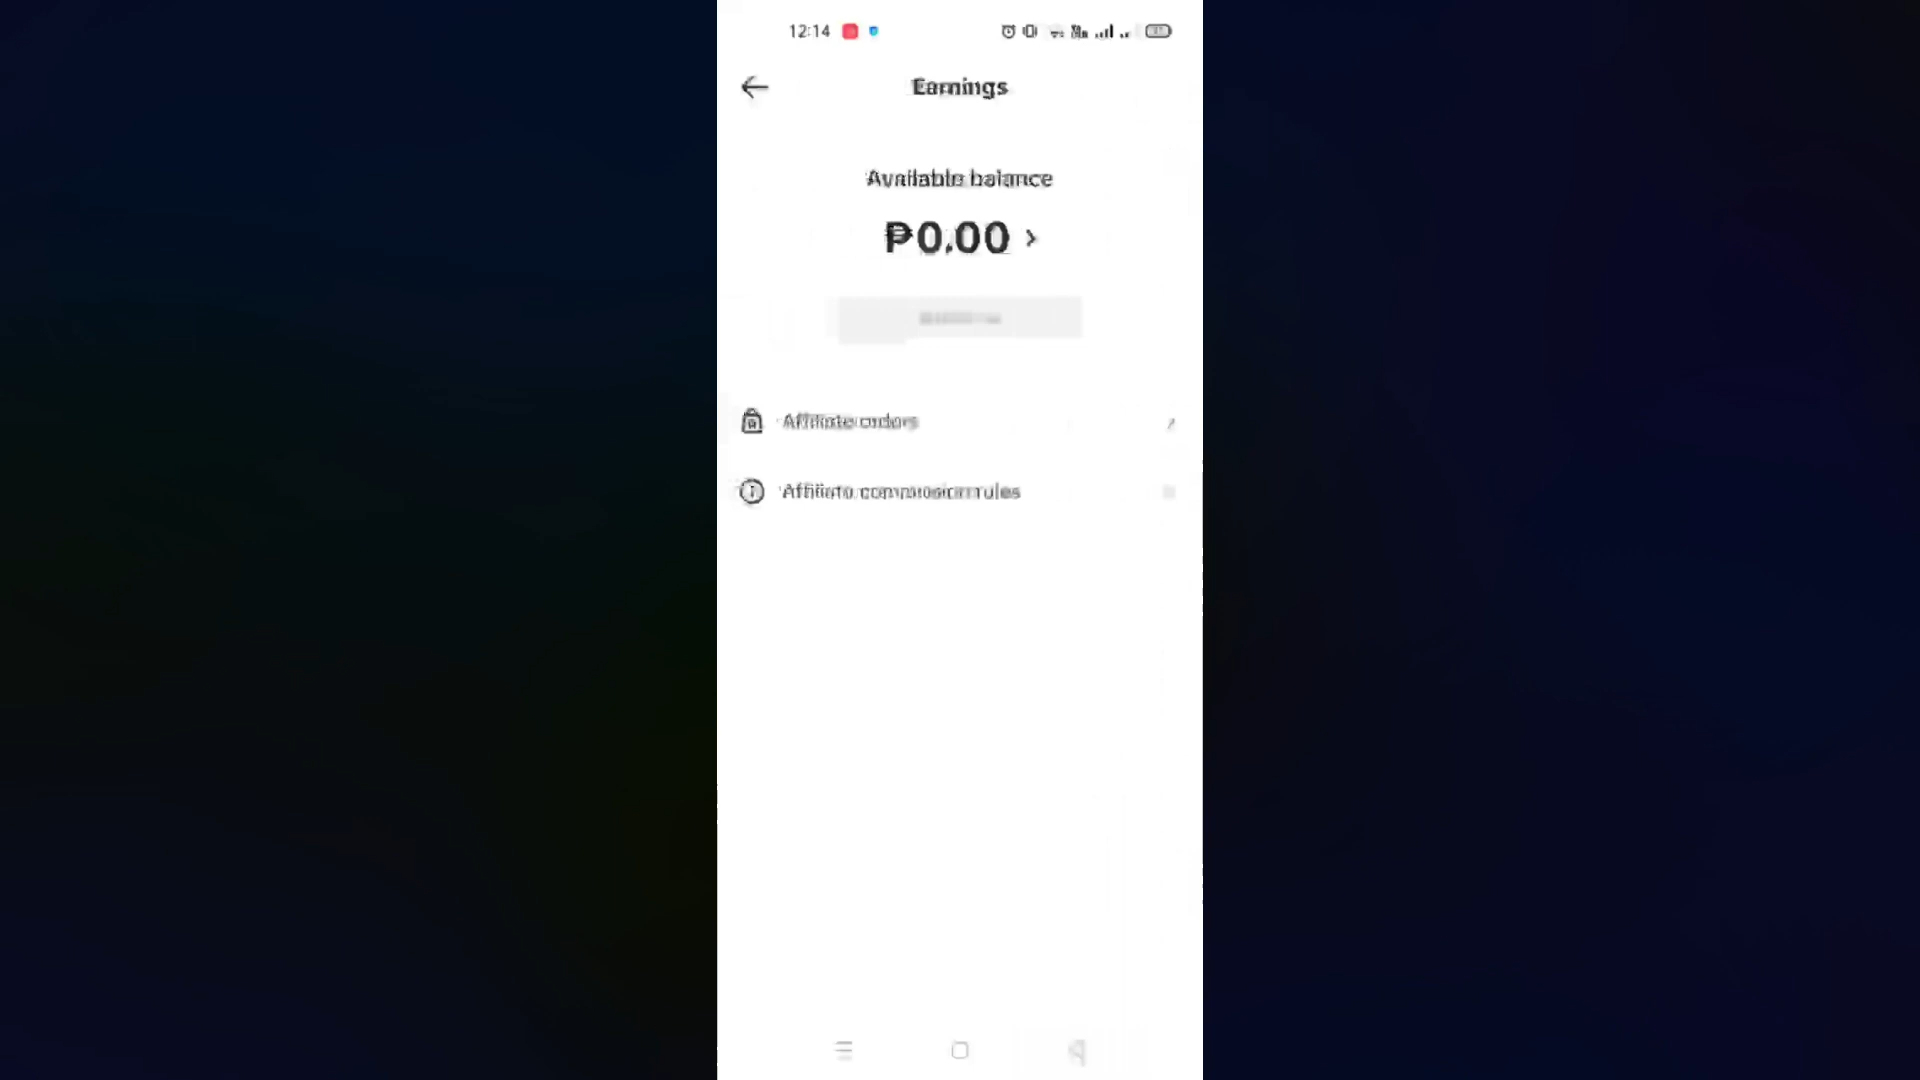 12:14
Earnings
Available balance
₱0.00
Affiliate orders
Affiliate commission rules